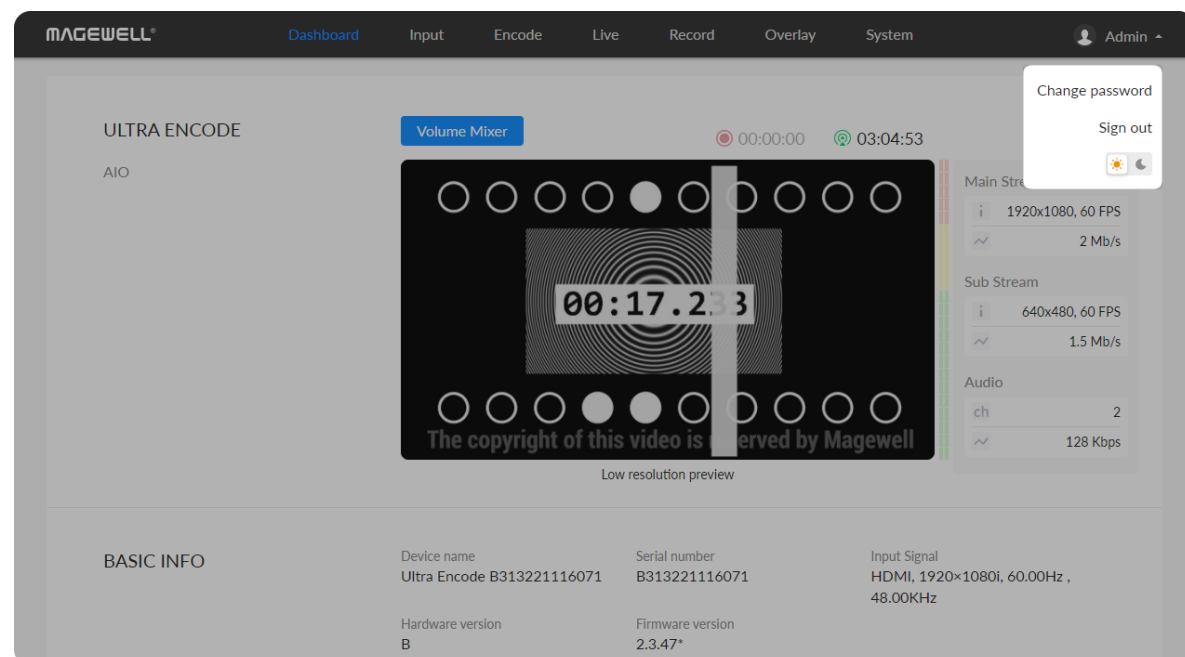 MAGEWELL®
Dashboard Input Encode Live Record Overlay System Admin
Change password
Sign out
ULTRA ENCODE
AIO
Volume Mixer
00:00:00
03:04:53
00:17.233
The copyright of this video is reserved by Magewell
Low resolution preview
Main Stre
i 1920x1080, 60 FPS
2 Mb/s
Sub Stream
i 640x480, 60 FPS
1.5 Mb/s
Audio
ch 2
128 Kbps
BASIC INFO
Device name
Ultra Encode B313221116071
Serial number
B313221116071
Input Signal
HDMI, 1920×1080i, 60.00Hz ,
48.00KHz
Hardware version
B
Firmware version
2.3.47*